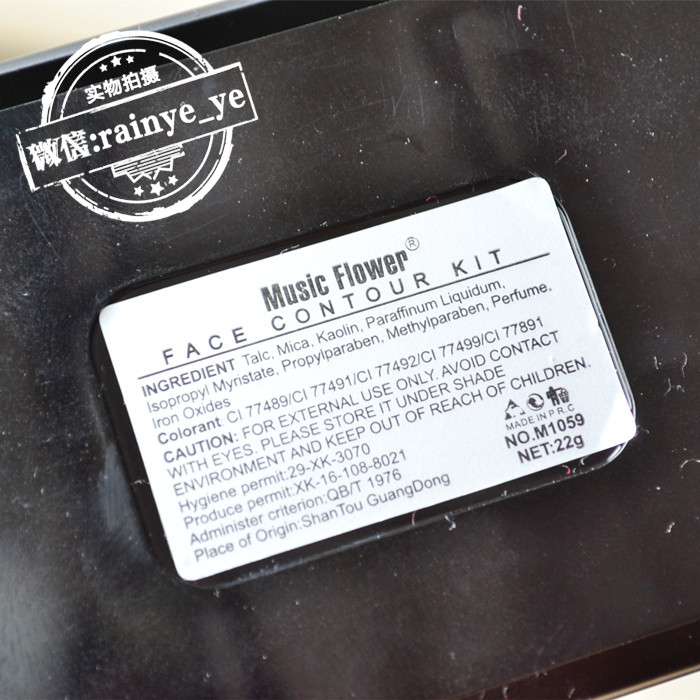 实物拍摄
微信:rainye_ye
Music Flower®
FACE CONTOUR KIT
INGREDIENT Talc, Mica, Kaolin, Paraffinum Liquidum,
Isopropyl Myristate, Propylparaben, Methylparaben, Perfume,
Iron Oxides
Colorant: CI 77489/CI 77491/CI 77492/CI 77499/CI 77891
CAUTION: FOR EXTERNAL USE ONLY. AVOID CONTACT
WITH EYES. PLEASE STORE IT UNDER SHADE
ENVIRONMENT AND KEEP OUT OF REACH OF CHILDREN.
Hygiene permit:29-XK-3070
Produce permit:XK-16-108-8021
Administer criterion:QB/T 1976
Place of Origin:ShanTou GuangDong
MADE IN P.R.C
NO.M1059
NET:22g